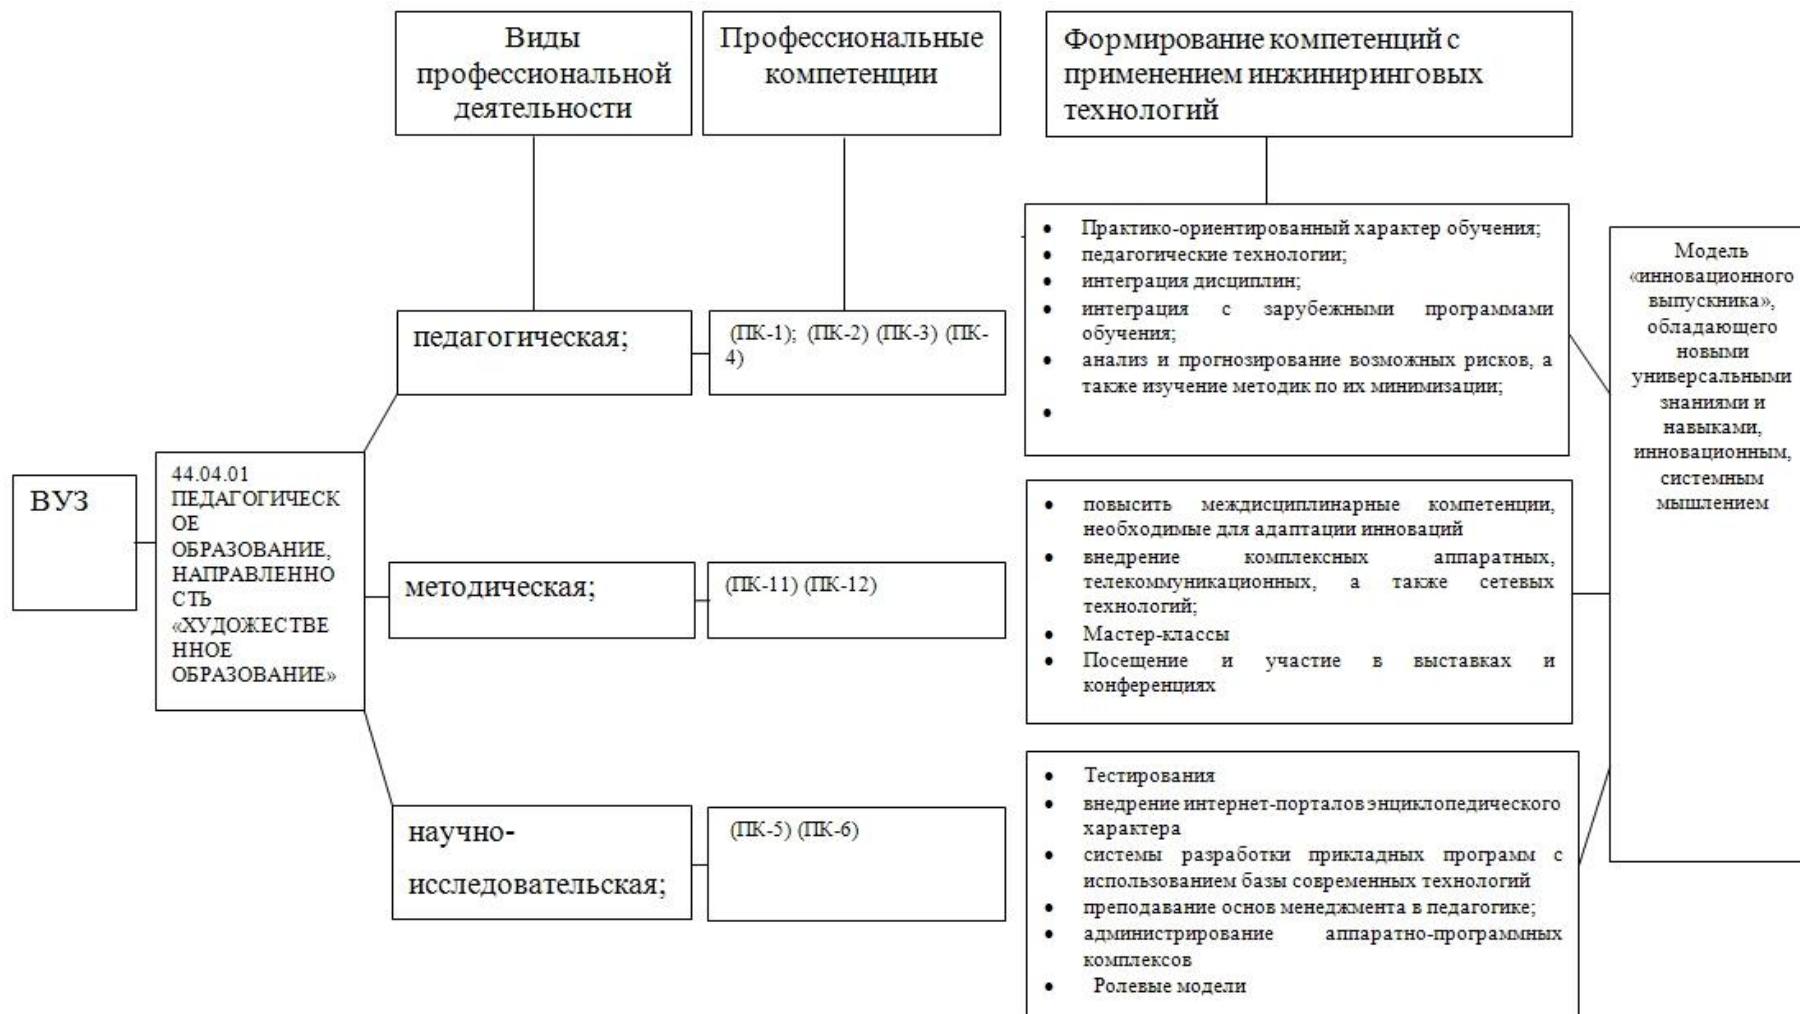 Виды
профессиональной
деятельности
Профессиональные
компетенции
Формирование компетенций с
применением инжиниринговых
технологий
ВУЗ
44.04.01
ПЕДАГОГИЧЕСК
ОЕ
ОБРАЗОВАНИЕ,
НАПРАВЛЕННО
СТЬ
«ХУДОЖЕСТВЕ
ННОЕ
ОБРАЗОВАНИЕ»
педагогическая;
(ПК-1); (ПК-2) (ПК-3) (ПК-
4)
• Практико-ориентированный характер обучения;
• педагогические технологии;
• интеграция дисциплин;
• интеграция с зарубежными программами
обучения;
• анализ и прогнозирование возможных рисков, а
также изучение методик по их минимизации;
•
методическая;
(ПК-11) (ПК-12)
• повысить междисциплинарные компетенции,
необходимые для адаптации инноваций
• внедрение комплексных аппаратных,
телекоммуникационных, а также сетевых
технологий;
• Мастер-классы
• Посещение и участие в выставках и
конференциях
научно-
исследовательская;
(ПК-5) (ПК-6)
• Тестирования
• внедрение интернет-порталов энциклопедического
характера
• системы разработки прикладных программ с
использованием базы современных технологий
• преподавание основ менеджмента в педагогике;
• администрирование аппаратно-программных
комплексов
• Ролевые модели
Модель
«инновационного
выпускника»,
обладающего
новыми
универсальными
знаниями и
навыками,
инновационным,
системным
мышлением